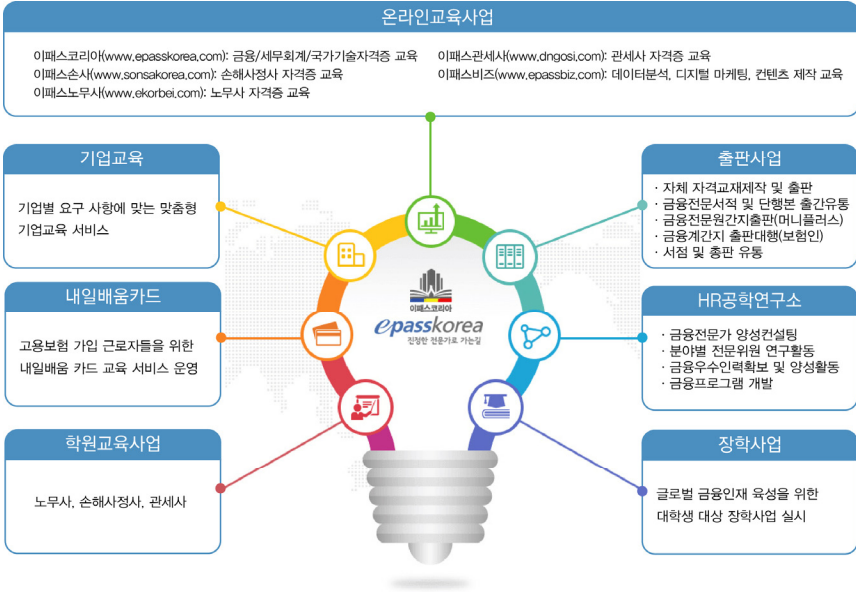 온라인교육사업
이패스코리아(www.epasskorea.com): 금융/세무회계/국가기술자격증 교육
이패스관세사(www.dngosi.com): 관세사 자격증 교육
이패스손사(www.sonsakorea.com): 손해사정사 자격증 교육
이패스비즈(www.epassbiz.com): 데이터분석, 디지털 마케팅, 컨텐츠 제작 교육
이패스노무사(www.ekorbei.com): 노무사 자격증 교육
기업교육
기업별 요구 사항에 맞는 맞춤형
기업교육 서비스
출판사업
· 자체 자격교재제작 및 출판
· 금융전문서적 및 단행본 출간유통
· 금융전문원간지출판(머니플러스)
· 금융계간지 출판대행(보험인)
· 서점 및 총판 유통
이패스코리아
epasskorea
진정한 전문가로 가는길
내일배움카드
고용보험 가입 근로자들을 위한
내일배움 카드 교육 서비스 운영
HR공학연구소
· 금융전문가 양성컨설팅
· 분야별 전문위원 연구활동
· 금융우수인력확보 및 양성활동
· 금융프로그램 개발
학원교육사업
노무사, 손해사정사, 관세사
장학사업
글로벌 금융인재 육성을 위한
대학생 대상 장학사업 실시